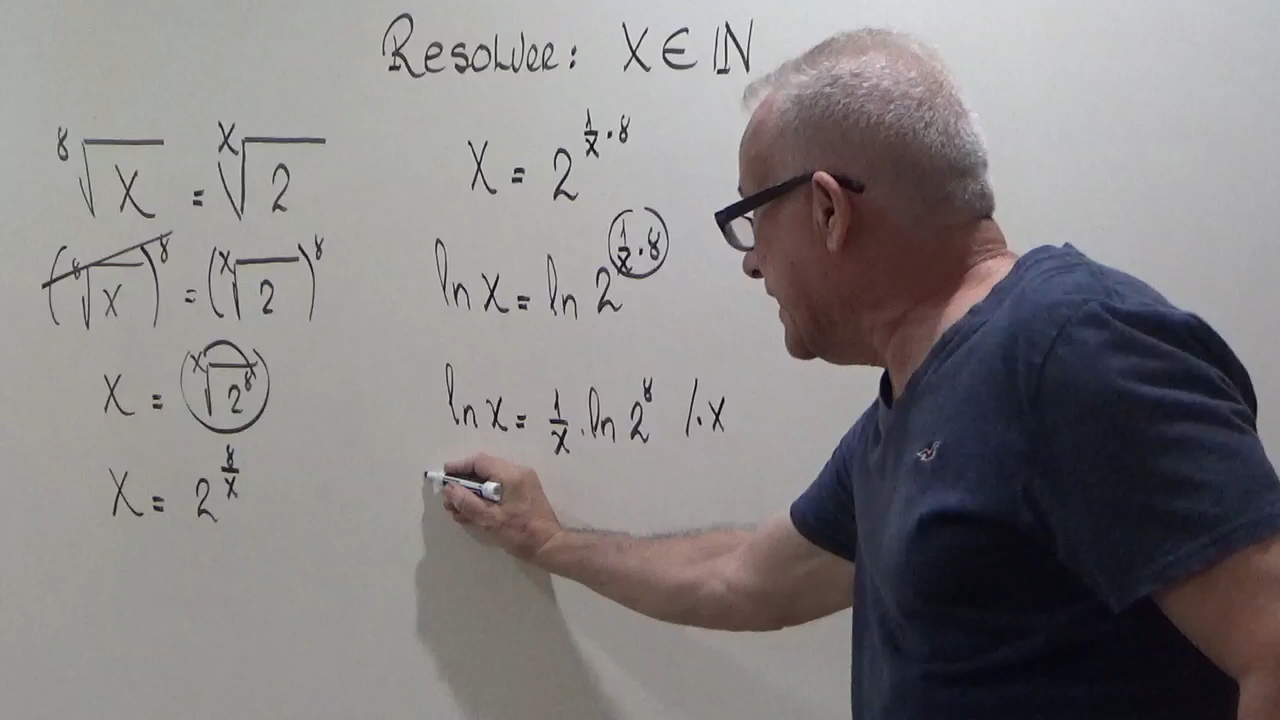 Resolver: X ∈ ℕ
⁸√X = ˣ√2
(⁸√X)⁸ = (ˣ√2)⁸
X = ˣ√2⁸
X = 2^(8/X)
X = 2^(1/X · 8)
ln X = ln 2^(1/X · 8)
ln X = 1/X · ln 2⁸ /· X